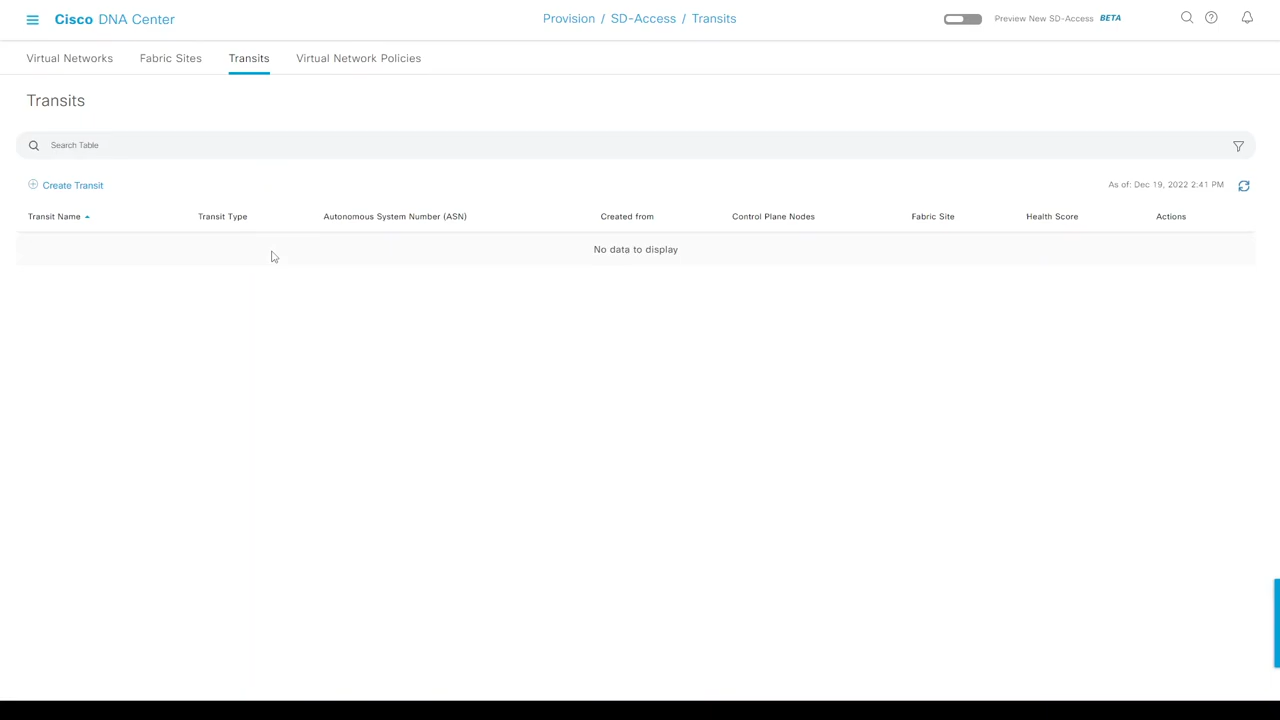 Cisco DNA Center
Provision / SD-Access / Transits
Preview New SD-Access BETA
Virtual Networks Fabric Sites Transits Virtual Network Policies
Transits
Search Table
Create Transit
As of: Dec 19, 2022 2:41 PM
Transit Name Transit Type Autonomous System Number (ASN) Created from Control Plane Nodes Fabric Site Health Score Actions
No data to display